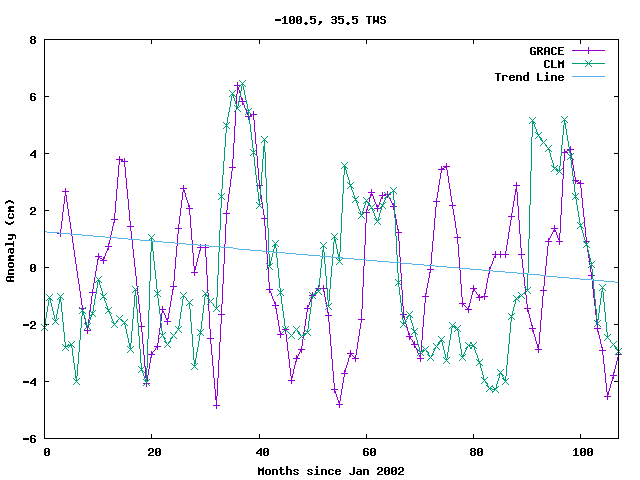 -100.5, 35.5 TWS
GRACE
CLM
Trend Line
8
6
4
2
0
-2
-4
-6
Anomaly (cm)
0 20 40 60 80 100
Months since Jan 2002